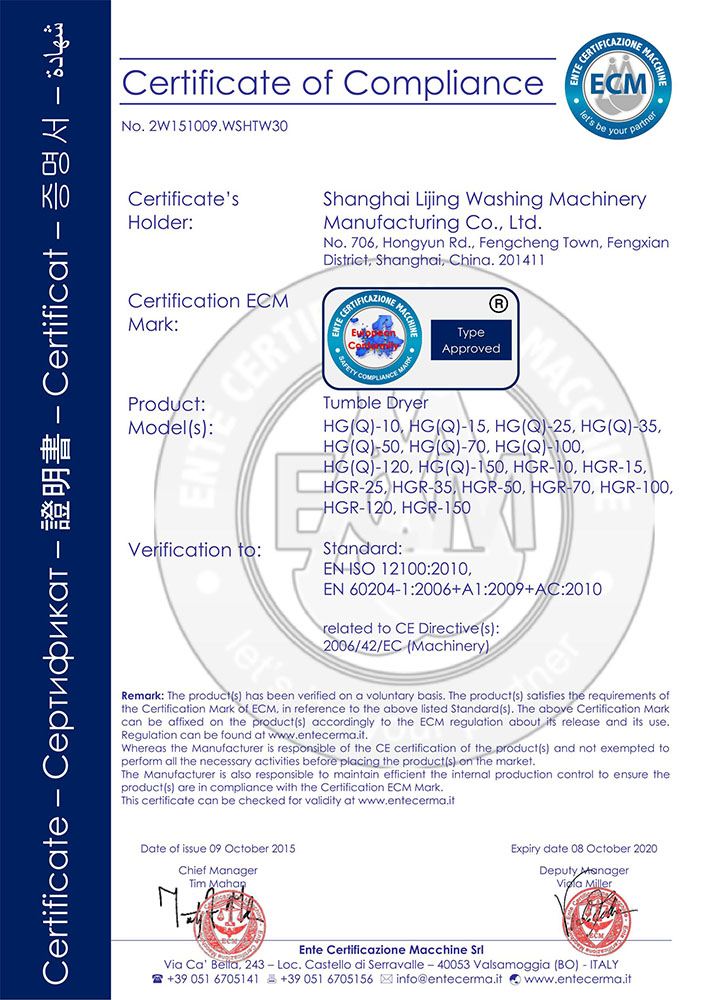 Certificate – Сертификат – 證明書 – Certificat – 증명서 – شهادة
Certificate of Compliance
ENTE CERTIFICAZIONE MACCHINE
ECM
let's be your partner
No. 2W151009.WSHTW30
Certificate's
Holder:
Shanghai Lijing Washing Machinery
Manufacturing Co., Ltd.
No. 706, Hongyun Rd., Fengcheng Town, Fengxian
District, Shanghai, China. 201411
Certification ECM
Mark:
ENTE CERTIFICAZIONE MACCHINE
European
Conformity
SAFETY COMPLIANCE MARK
®
Type
Approved
Product:
Tumble Dryer
Model(s):
HG(Q)-10, HG(Q)-15, HG(Q)-25, HG(Q)-35,
HG(Q)-50, HG(Q)-70, HG(Q)-100,
HG(Q)-120, HG(Q)-150, HGR-10, HGR-15,
HGR-25, HGR-35, HGR-50, HGR-70, HGR-100,
HGR-120, HGR-150
Verification to:
Standard:
EN ISO 12100:2010,
EN 60204-1:2006+A1:2009+AC:2010
related to CE Directive(s):
2006/42/EC (Machinery)
Remark: The product(s) has been verified on a voluntary basis. The product(s) satisfies the requirements of
the Certification Mark of ECM, in reference to the above listed Standard(s). The above Certification Mark
can be affixed on the product(s) accordingly to the ECM regulation about its release and its use.
Regulation can be found at www.entecerma.it.
Whereas the Manufacturer is responsible of the CE certification of the product(s) and not exempted to
perform all the necessary activities before placing the product(s) on the market.
The Manufacturer is also responsible to maintain efficient the internal production control to ensure the
product(s) are in compliance with the Certification ECM Mark.
This certificate can be checked for validity at www.entecerma.it
Date of issue 09 October 2015
Expiry date 08 October 2020
Chief Manager
Tim Mahan
Deputy Manager
Viola Miller
ECM
ECM
Ente Certificazione Macchine Srl
Via Ca' Bella, 243 – Loc. Castello di Serravalle – 40053 Valsamoggia (BO) - ITALY
☎ +39 051 6705141 +39 051 6705156 ✉ info@entecerma.it www.entecerma.it